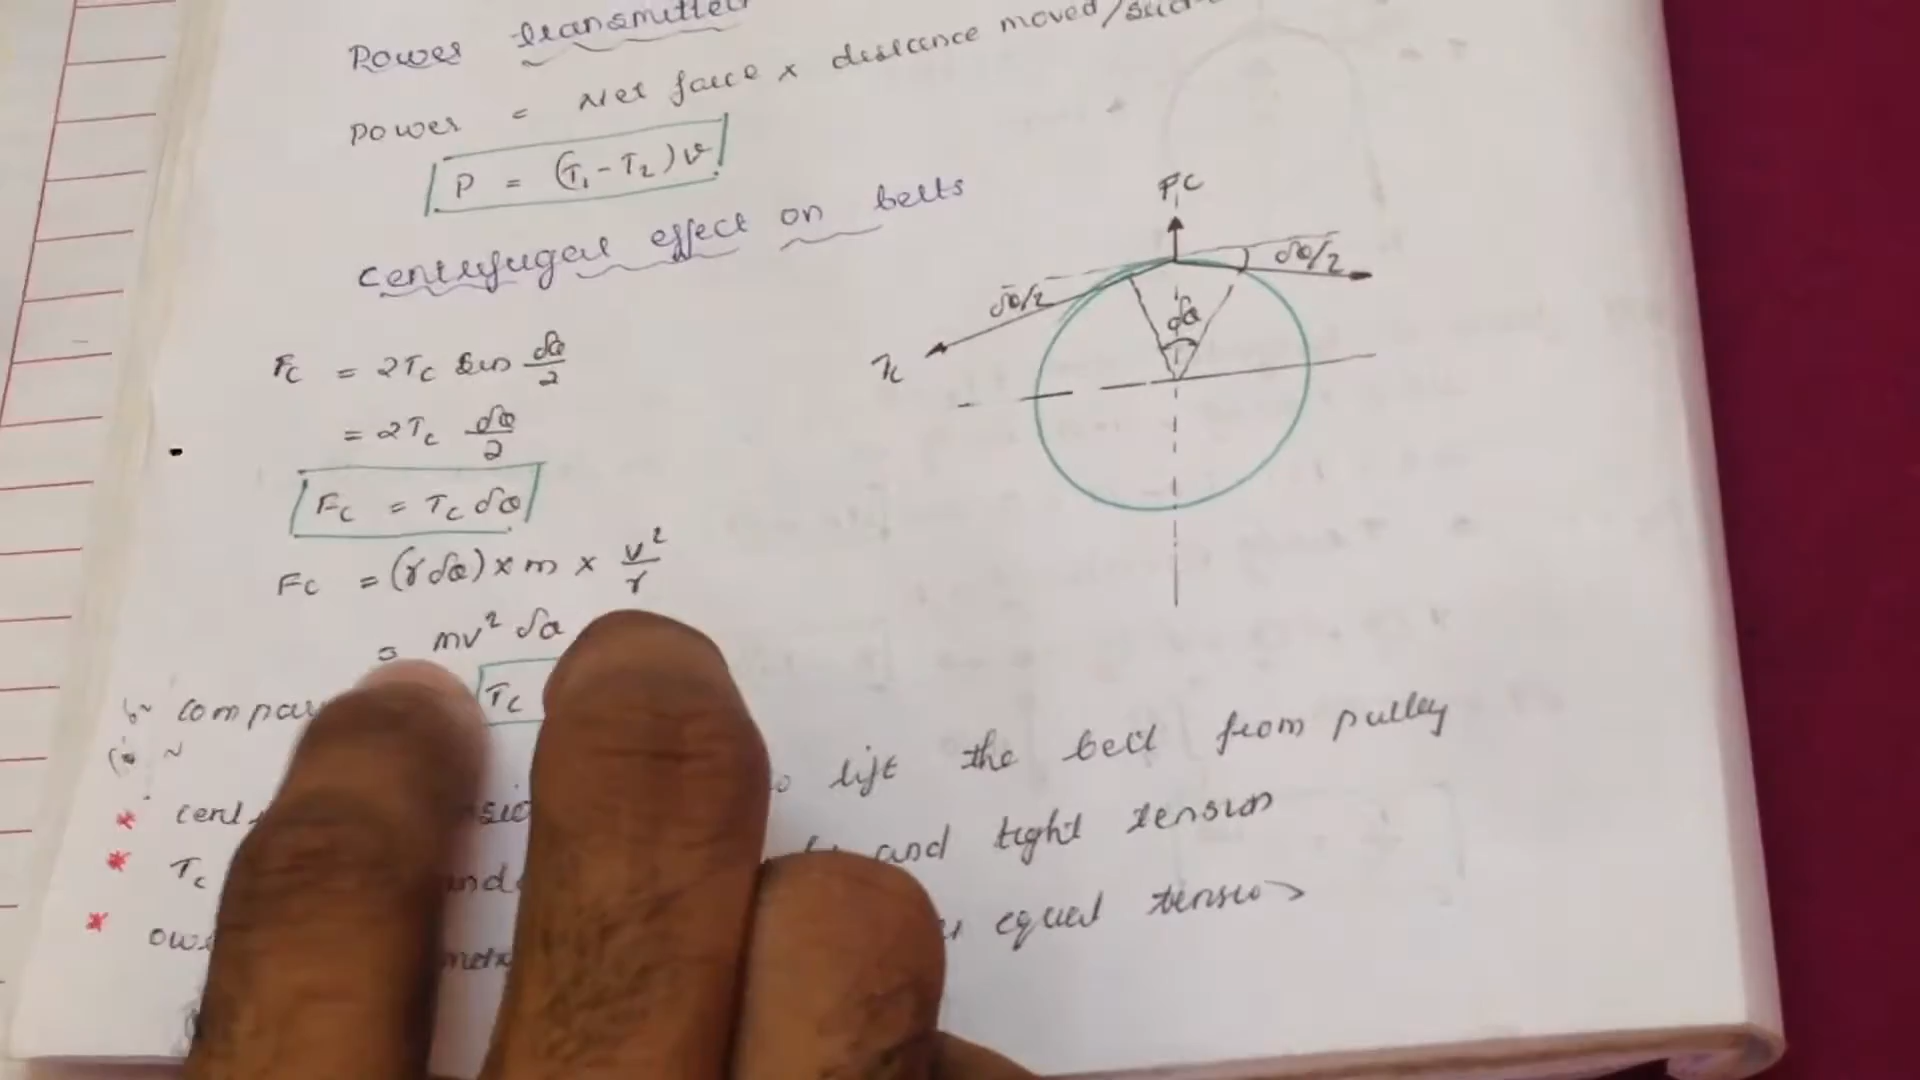 Power transmitted
Power = Net force × distance moved/
P = (T₁ - T₂) v
Centrifugal effect on belts
FC
δθ/2
δθ/2
δθ
Tc
Fc = 2Tc Sin δθ/2
= 2Tc δθ/2
Fc = Tc δθ
Fc = (r δθ) × m × v²/r
= mv² δθ
Tc
lift the belt from pulley
Tc and tight tension
equal tension